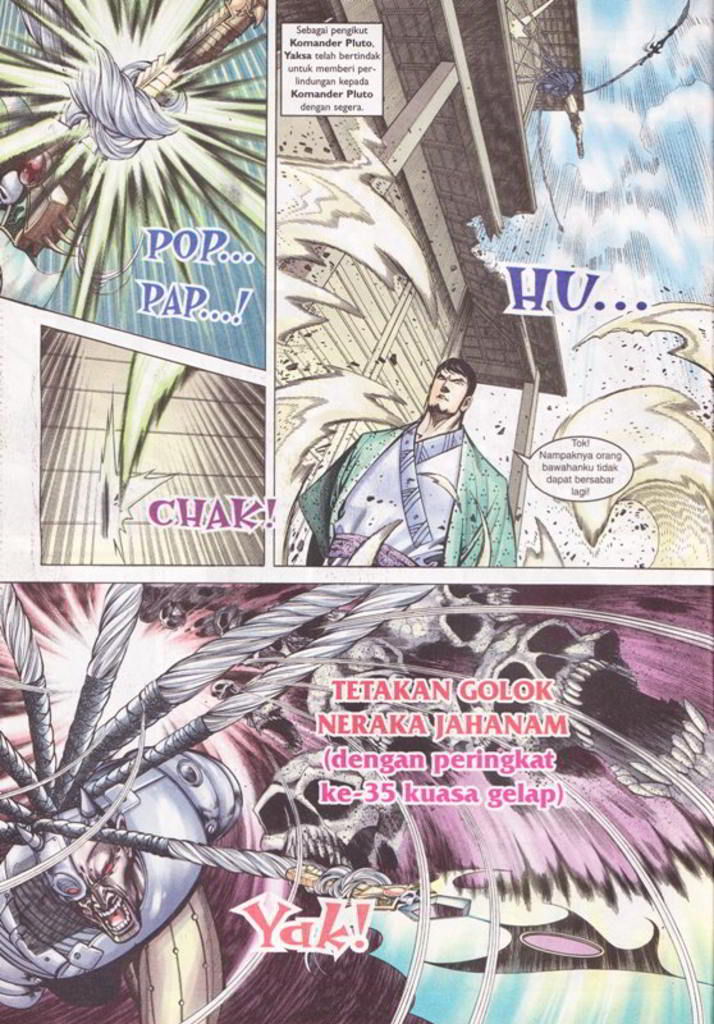 Sebagai pengikut
Komander Pluto,
Yaksa telah bertindak
untuk memberi per-
lindungan kepada
Komander Pluto
dengan segera.
POP...
PAP...!
HU...
CHAK!
Tok!
Nampaknya orang
bawahanku tidak
dapat bersabar
lagi!
TETAKAN GOLOK
NERAKA JAHANAM
(dengan peringkat
ke-35 kuasa gelap)
Yak!